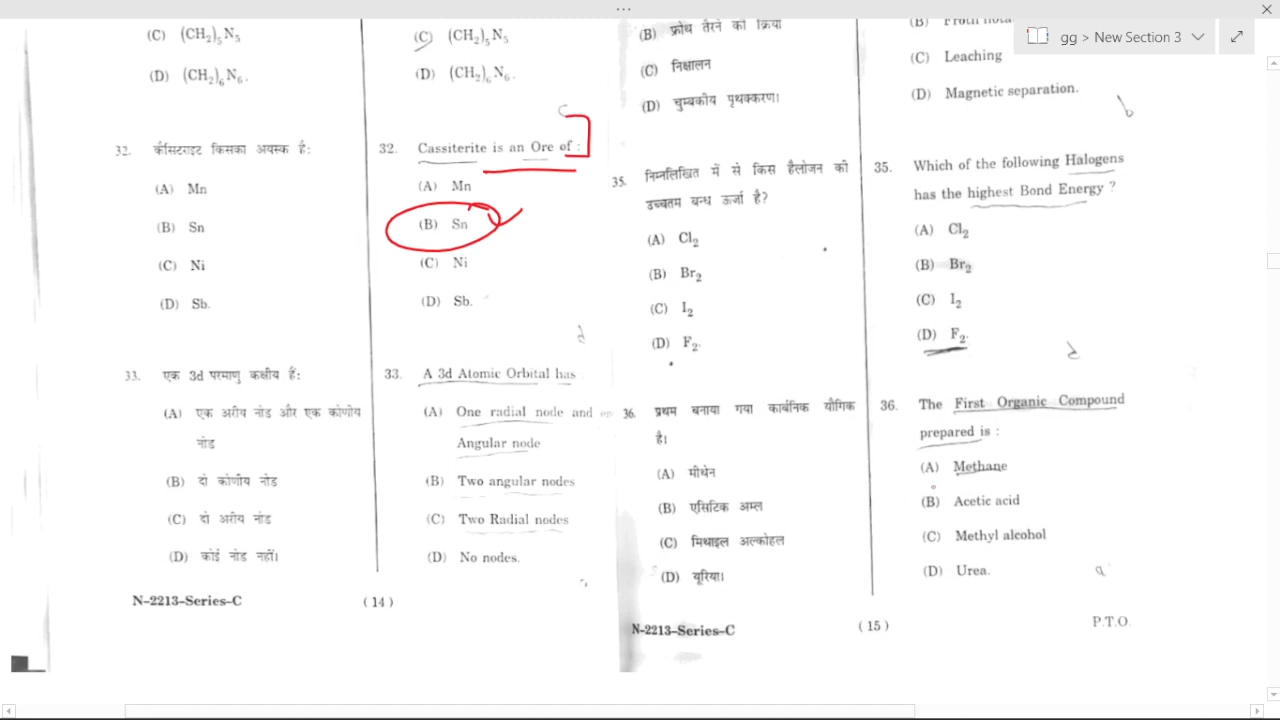 ...
gg > New Section 3
(C) (CH₂)₅N₅
(D) (CH₂)₆N₆.
32. कैसिटराइट किसका अयस्क है:
(A) Mn
(B) Sn
(C) Ni
(D) Sb.
33. एक 3d परमाणु कक्षीय हैं:
(A) एक अरीय नोड और एक कोणीय
नोड
(B) दो कोणीय नोड
(C) दो अरीय नोड
(D) कोई नोड नहीं।
N-2213-Series-C
(14)
(C) (CH₂)₅N₅
(D) (CH₂)₆N₆.
32. Cassiterite is an Ore of :
(A) Mn
(B) Sn
(C) Ni
(D) Sb.
33. A 3d Atomic Orbital has
(A) One radial node and
Angular node
(B) Two angular nodes
(C) Two Radial nodes
(D) No nodes.
(B) फ्रोथ तैरने की क्रिया
(C) निक्षालन
(D) चुम्बकीय पृथक्करण।
35. निम्नलिखित में से किस हैलोजन की
उच्चतम बन्ध ऊर्जा है?
(A) Cl₂
(B) Br₂
(C) I₂
(D) F₂.
36. प्रथम बनाया गया कार्बनिक यौगिक
है।
(A) मीथेन
(B) एसिटिक अम्ल
(C) मिथाइल अल्कोहल
(D) यूरिया।
N-2213-Series-C
(15)
(B) Froth
(C) Leaching
(D) Magnetic separation.
b
35. Which of the following Halogens
has the highest Bond Energy ?
(A) Cl₂
(B) Br₂
(C) I₂
(D) F₂.
36. The First Organic Compound
prepared is :
(A) Methane
(B) Acetic acid
(C) Methyl alcohol
(D) Urea.
P.T.O.